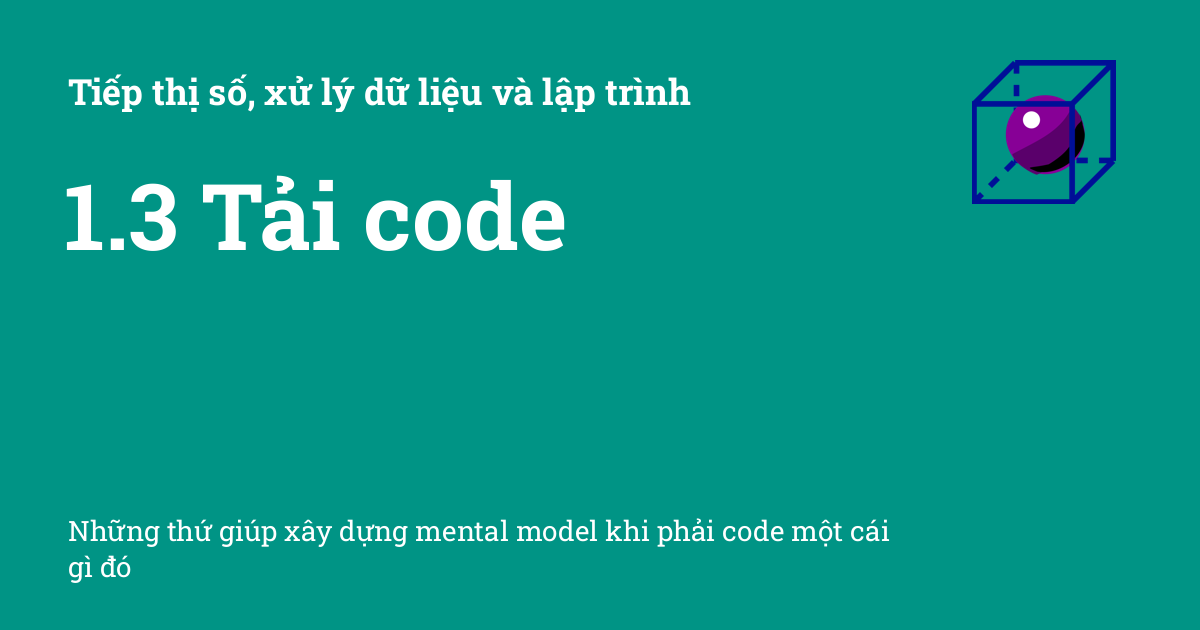 Tiếp thị số, xử lý dữ liệu và lập trình
1.3 Tải code
Những thứ giúp xây dựng mental model khi phải code một cái
gì đó